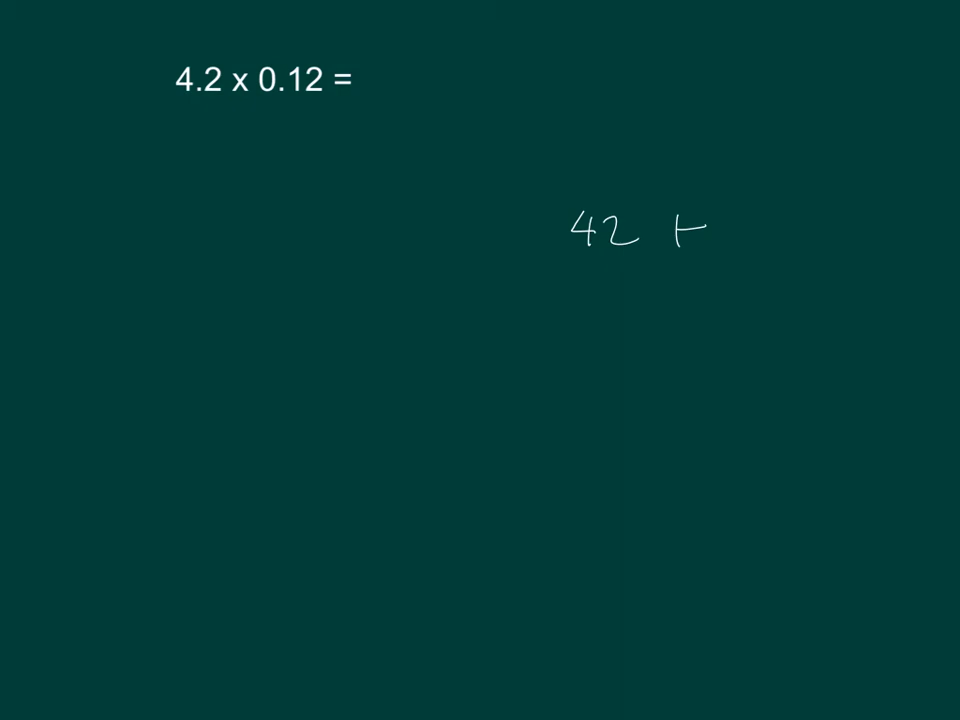 4.2 x 0.12 =
42 +